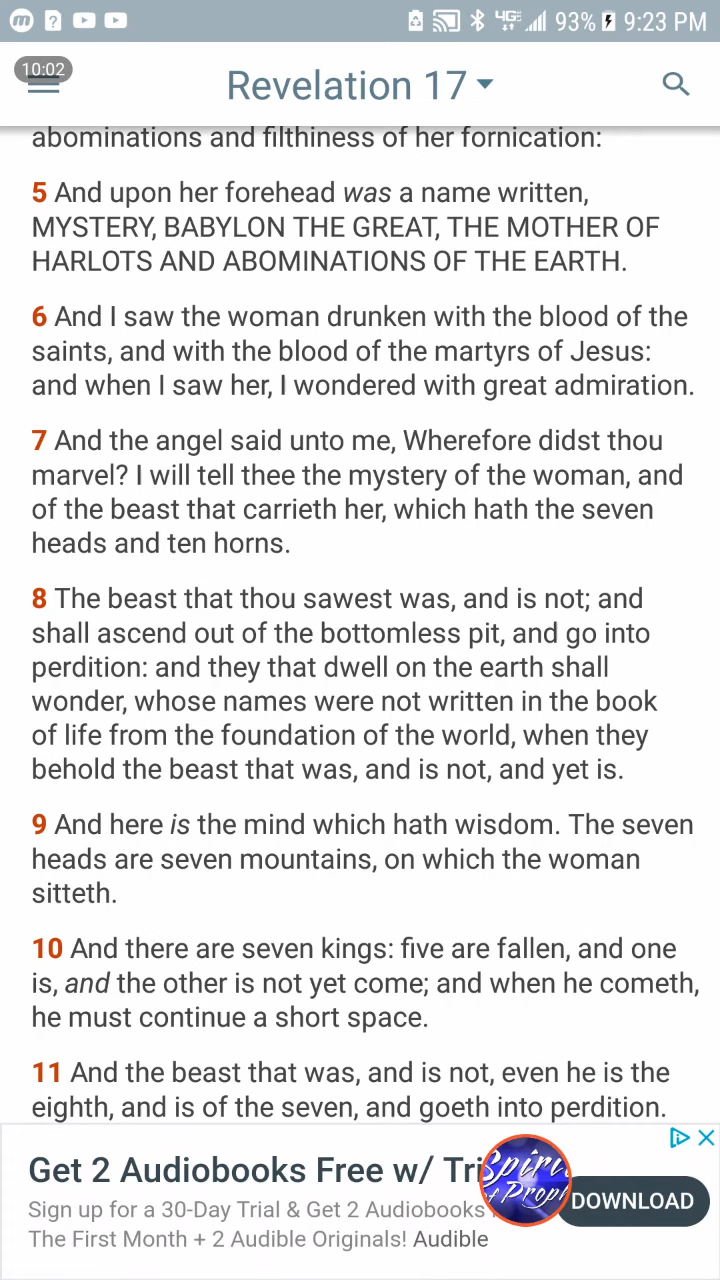 93% 9:23 PM
10:02
Revelation 17
abominations and filthiness of her fornication:
5 And upon her forehead was a name written,
MYSTERY, BABYLON THE GREAT, THE MOTHER OF
HARLOTS AND ABOMINATIONS OF THE EARTH.
6 And I saw the woman drunken with the blood of the
saints, and with the blood of the martyrs of Jesus:
and when I saw her, I wondered with great admiration.
7 And the angel said unto me, Wherefore didst thou
marvel? I will tell thee the mystery of the woman, and
of the beast that carrieth her, which hath the seven
heads and ten horns.
8 The beast that thou sawest was, and is not; and
shall ascend out of the bottomless pit, and go into
perdition: and they that dwell on the earth shall
wonder, whose names were not written in the book
of life from the foundation of the world, when they
behold the beast that was, and is not, and yet is.
9 And here is the mind which hath wisdom. The seven
heads are seven mountains, on which the woman
sitteth.
10 And there are seven kings: five are fallen, and one
is, and the other is not yet come; and when he cometh,
he must continue a short space.
11 And the beast that was, and is not, even he is the
eighth, and is of the seven, and goeth into perdition.
Get 2 Audiobooks Free w/
Sign up for a 30-Day Trial & Get 2 Audiobooks
The First Month + 2 Audible Originals! Audible
DOWNLOAD